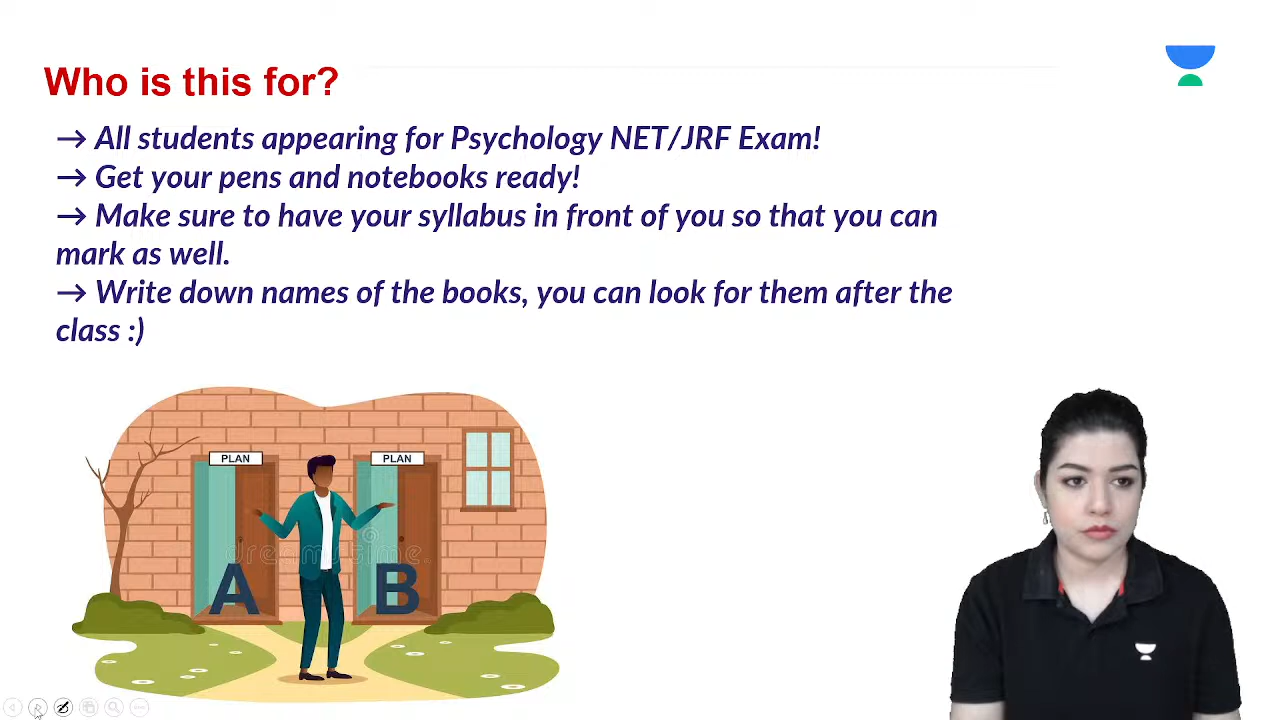 Who is this for?
→ All students appearing for Psychology NET/JRF Exam!
→ Get your pens and notebooks ready!
→ Make sure to have your syllabus in front of you so that you can
mark as well.
→ Write down names of the books, you can look for them after the
class :)
PLAN PLAN
dreamstime.
A B